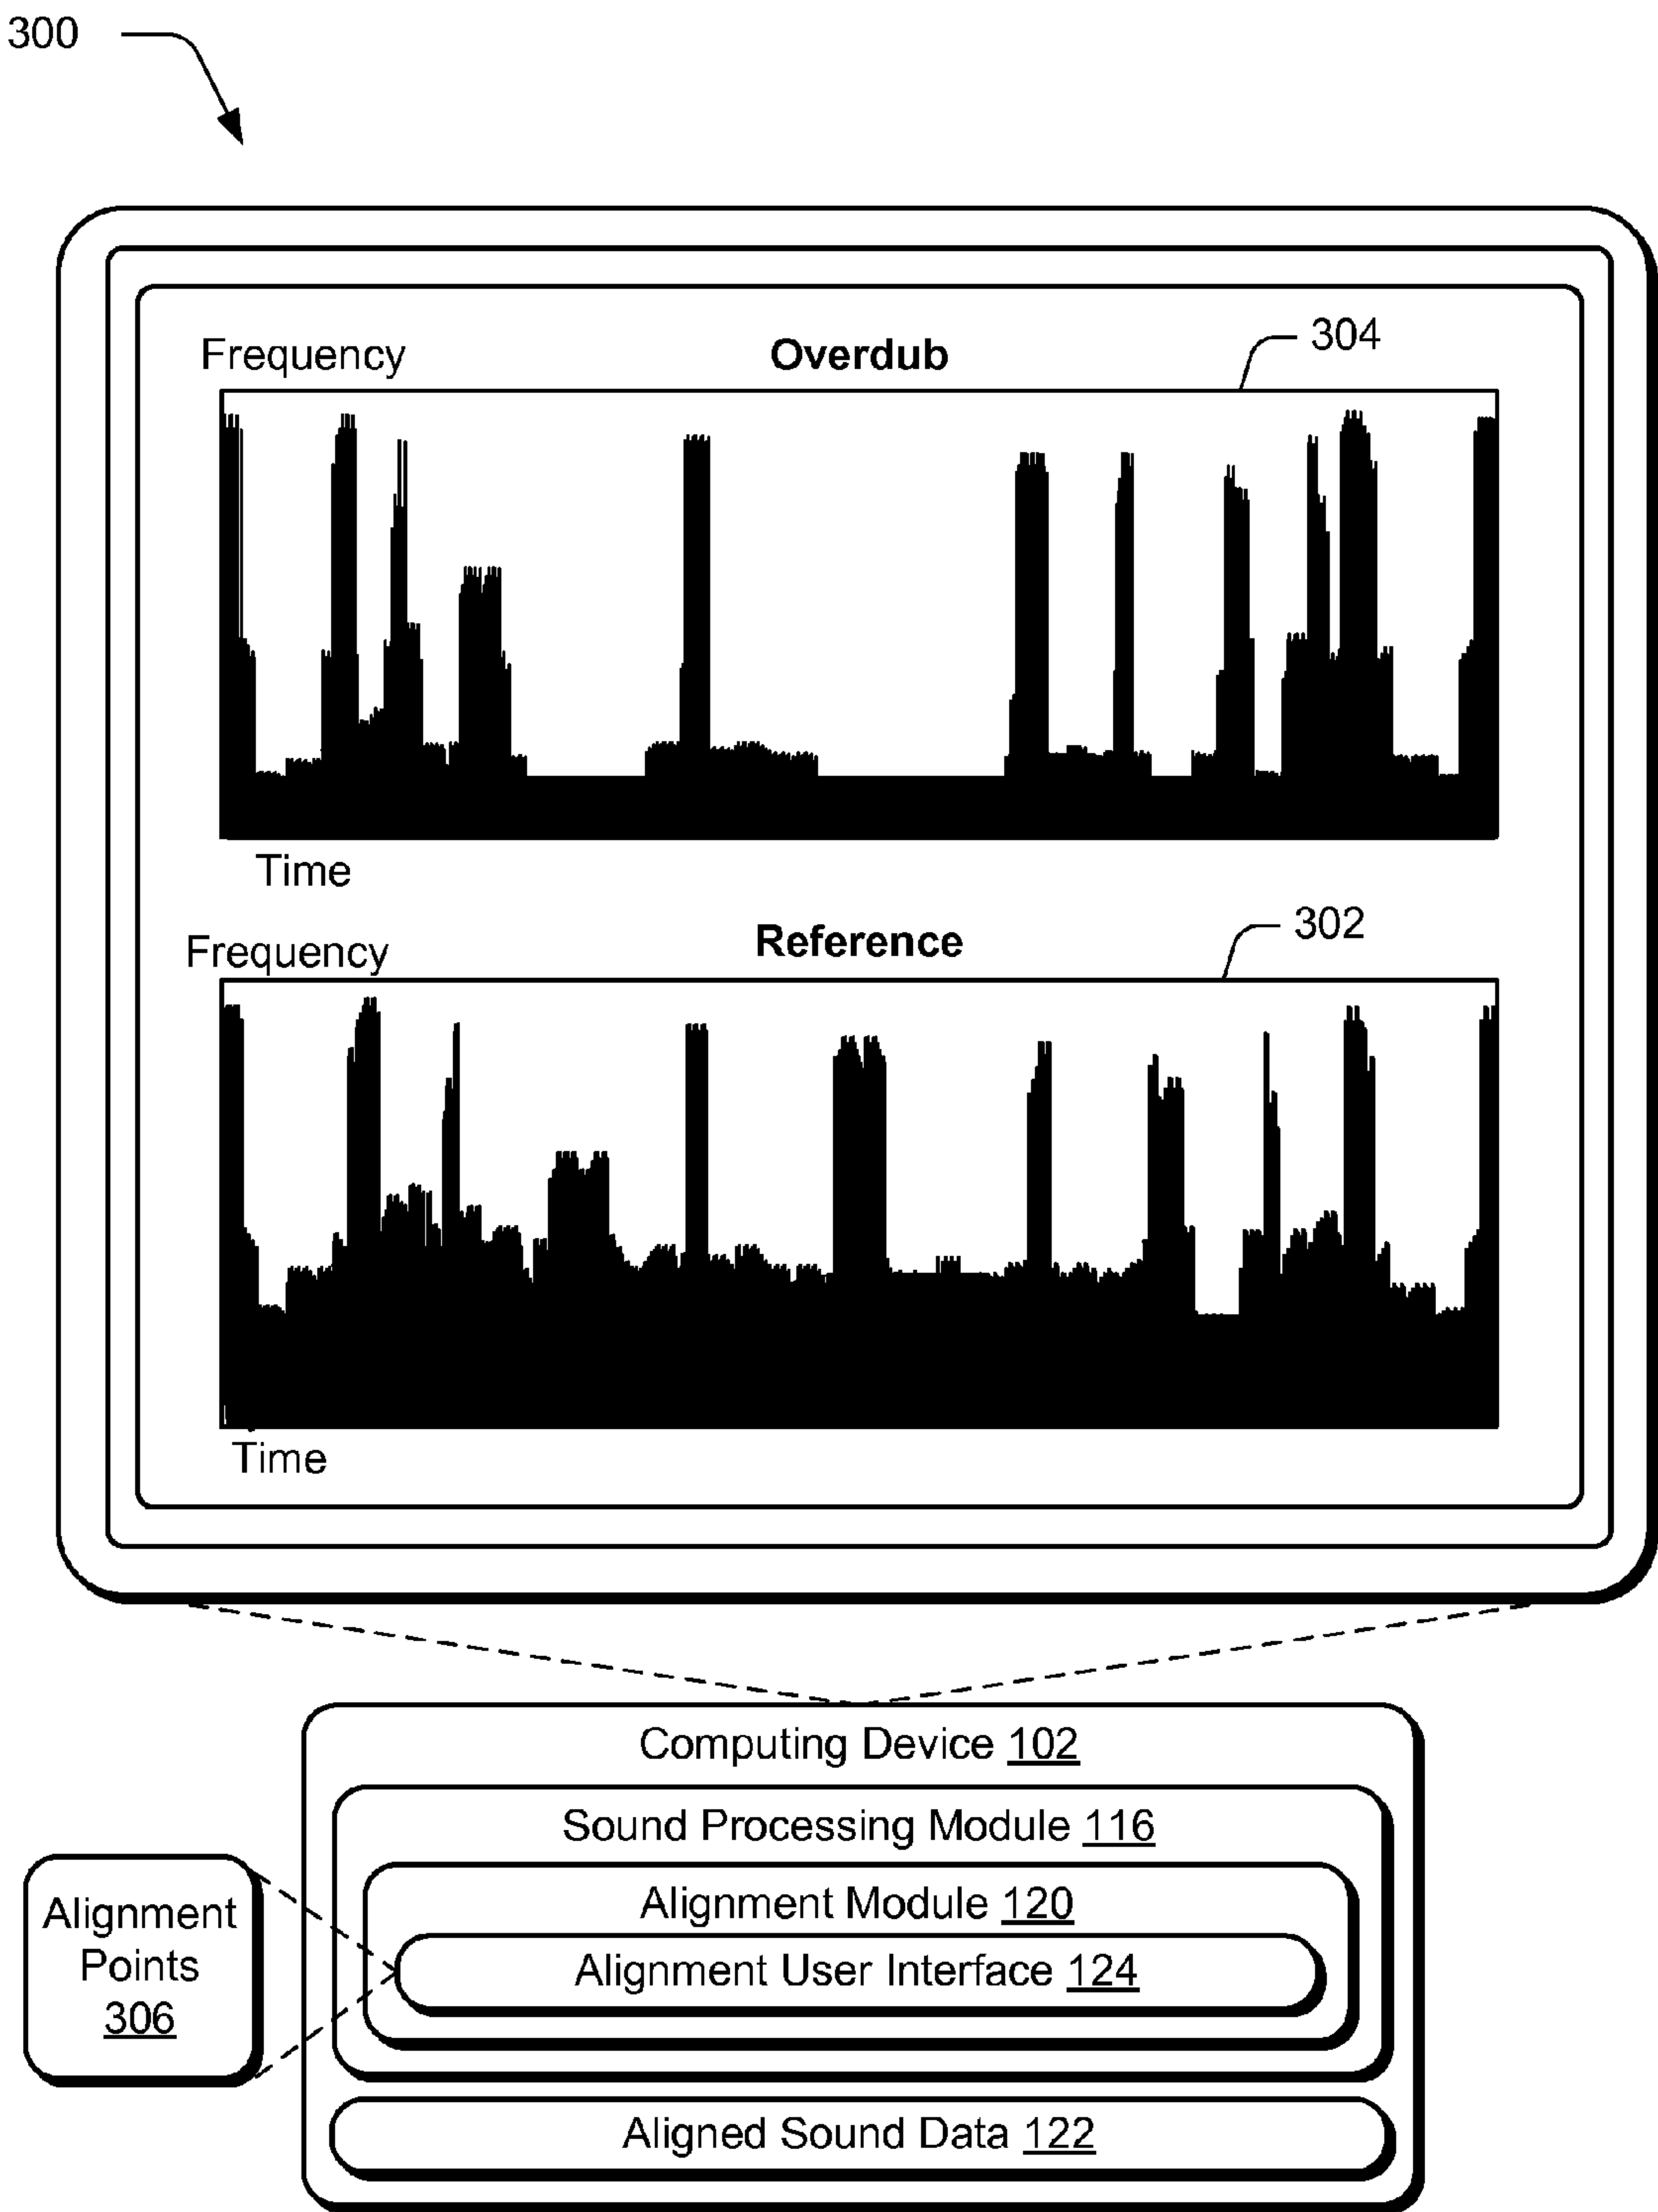 300
304
Frequency
Overdub
Time
302
Frequency
Reference
Time
Computing Device 102
Sound Processing Module 116
Alignment Module 120
Alignment User Interface 124
Alignment
Points
306
Aligned Sound Data 122